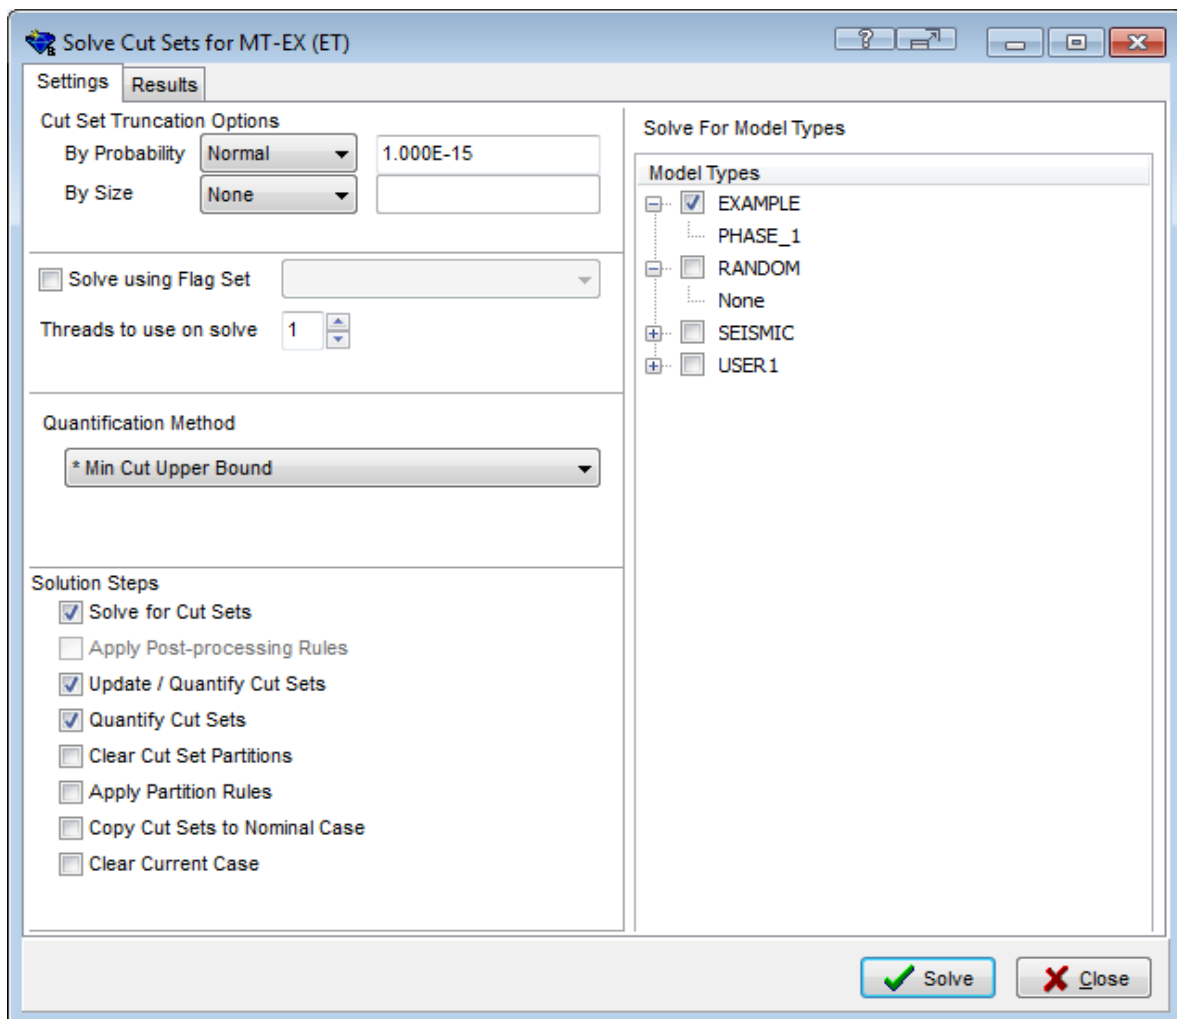 Solve Cut Sets for MT-EX (ET)
Settings
Results
Cut Set Truncation Options
By Probability Normal 1.000E-15
By Size None
Solve using Flag Set
Threads to use on solve 1
Quantification Method
* Min Cut Upper Bound
Solution Steps
Solve for Cut Sets
Apply Post-processing Rules
Update / Quantify Cut Sets
Quantify Cut Sets
Clear Cut Set Partitions
Apply Partition Rules
Copy Cut Sets to Nominal Case
Clear Current Case
Solve For Model Types
Model Types
EXAMPLE
PHASE_1
RANDOM
None
SEISMIC
USER1
Solve
Close